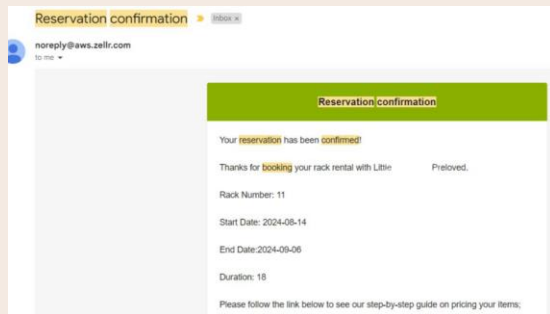 Reservation confirmation
Inbox x
noreply@aws.zellr.com
to me
Reservation confirmation
Your reservation has been confirmed!
Thanks for booking your rack rental with Little Preloved.
Rack Number: 11
Start Date: 2024-08-14
End Date:2024-09-06
Duration: 18
Please follow the link below to see our step-by-step guide on pricing your items;